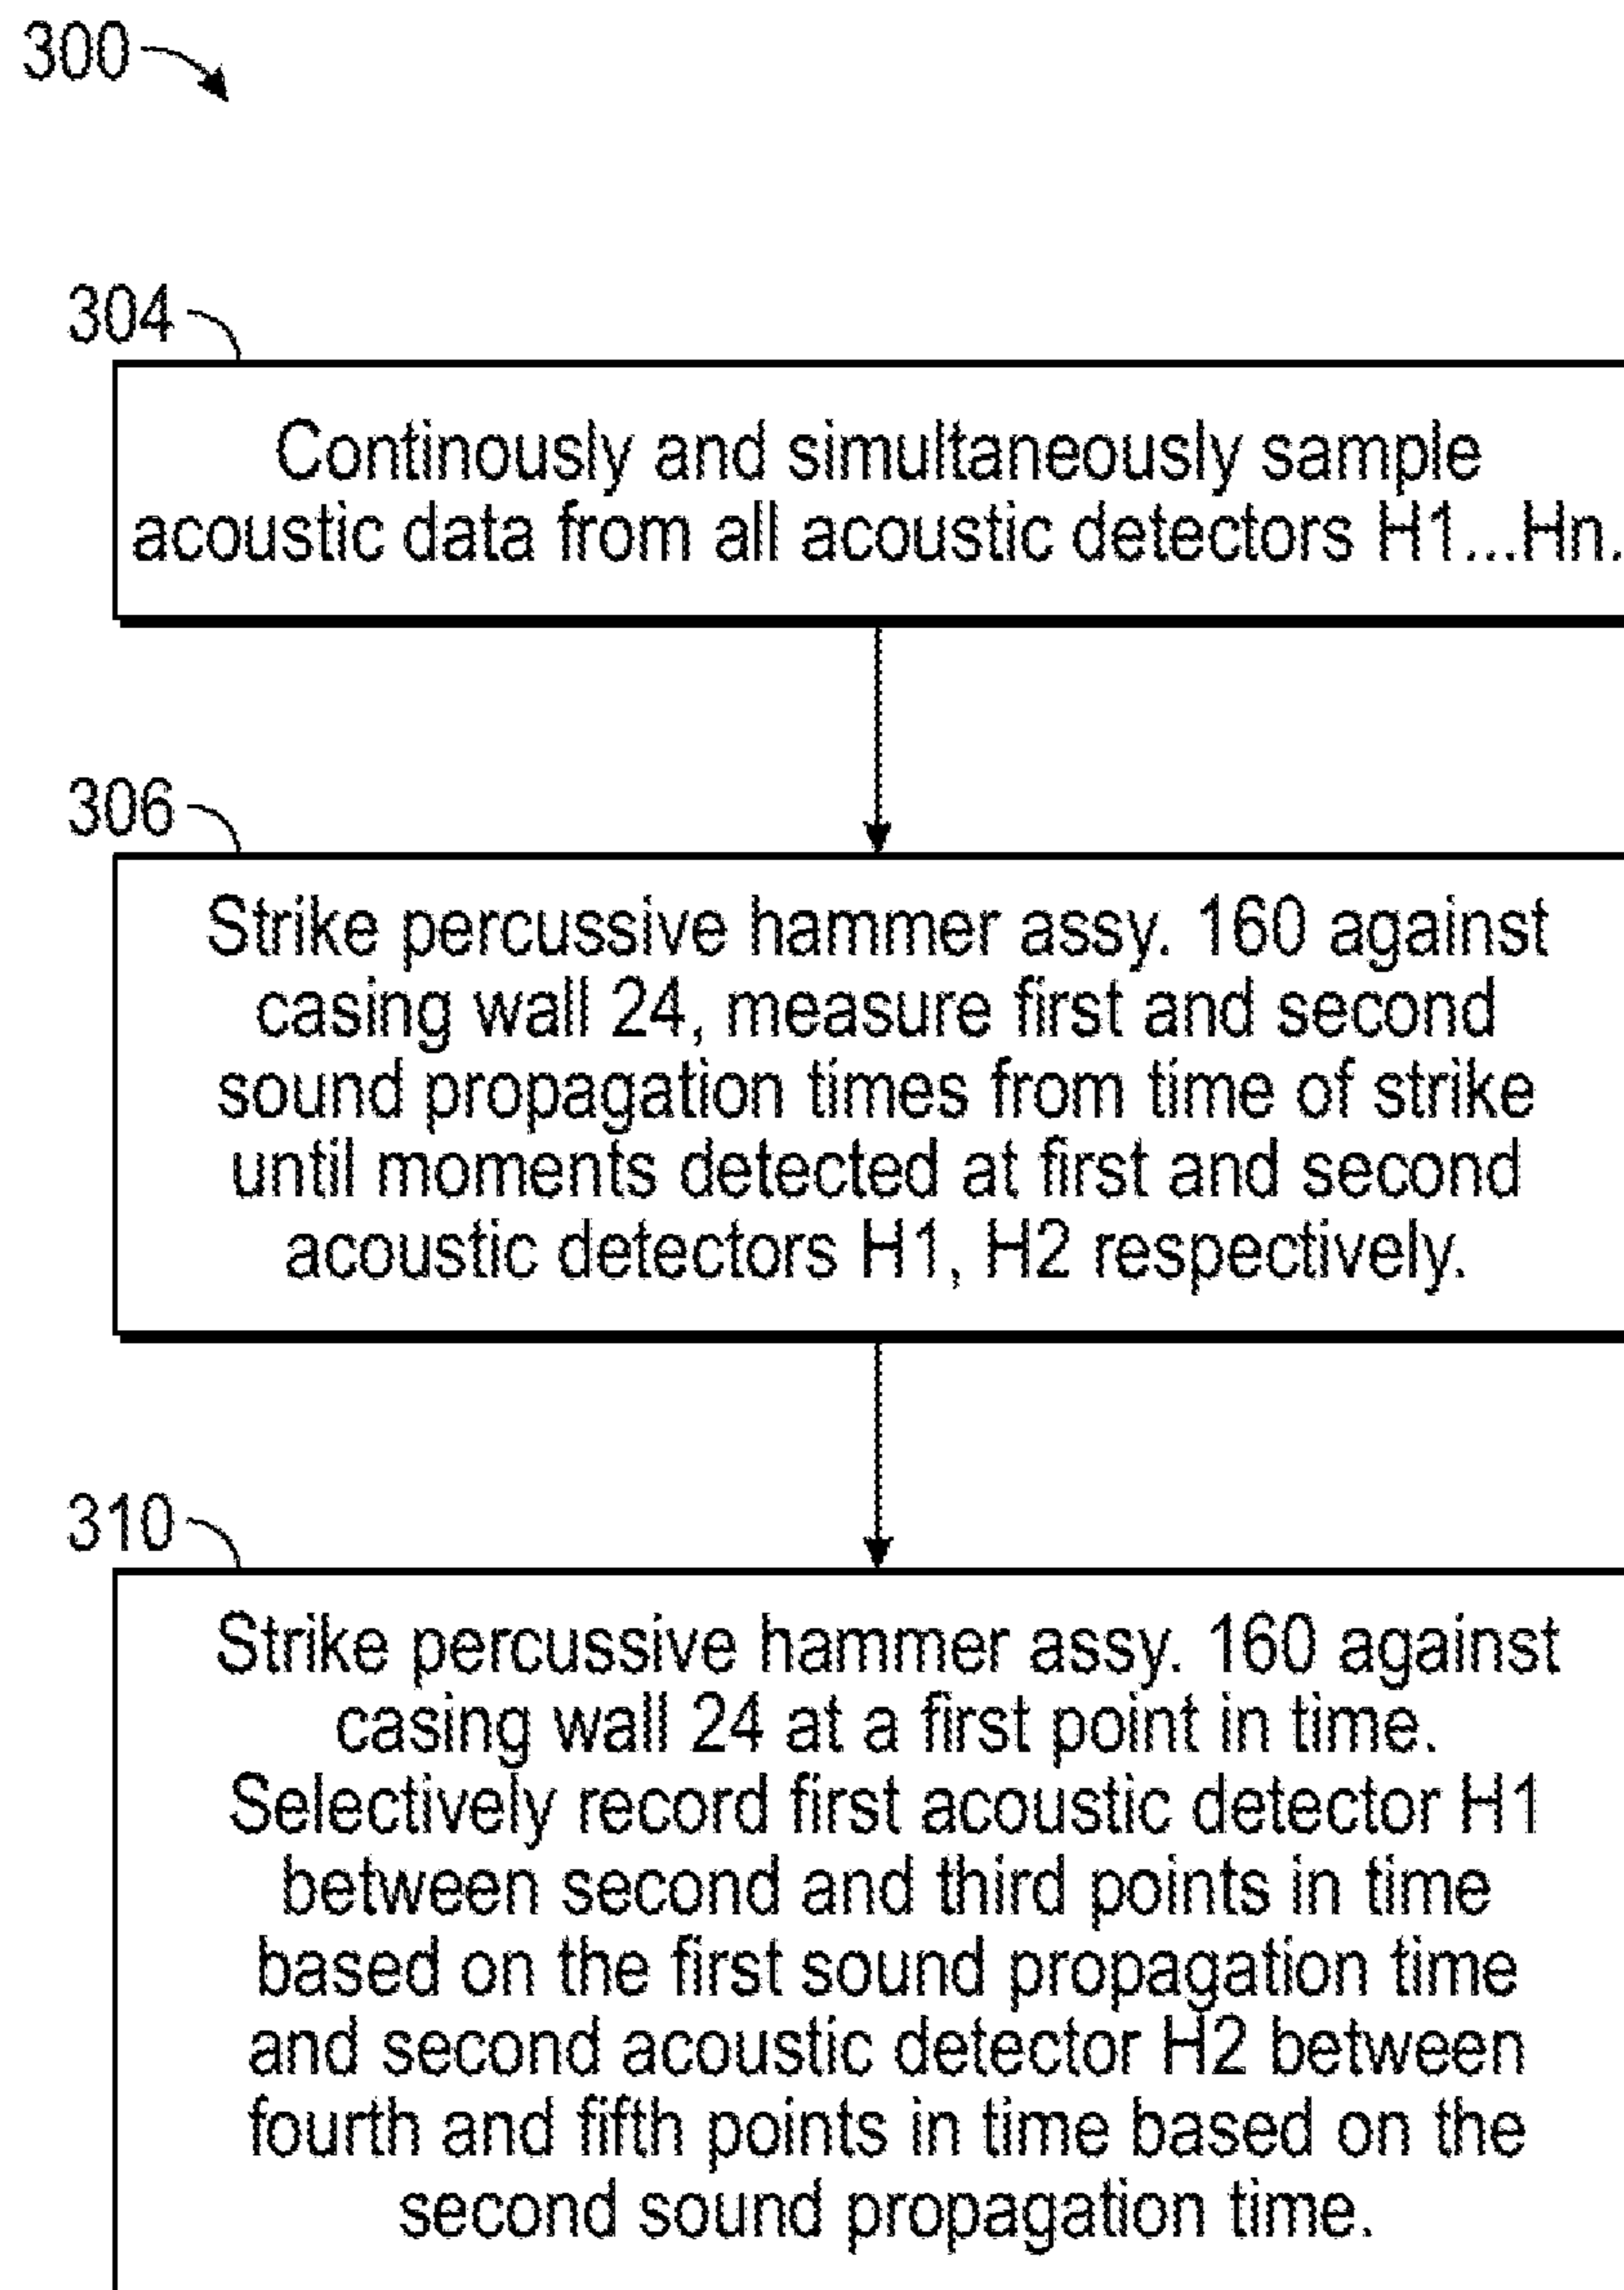 300
304
Continously and simultaneously sample
acoustic data from all acoustic detectors H1...Hn.
306
Strike percussive hammer assy. 160 against
casing wall 24, measure first and second
sound propagation times from time of strike
until moments detected at first and second
acoustic detectors H1, H2 respectively.
310
Strike percussive hammer assy. 160 against
casing wall 24 at a first point in time.
Selectively record first acoustic detector H1
between second and third points in time
based on the first sound propagation time
and second acoustic detector H2 between
fourth and fifth points in time based on the
second sound propagation time.